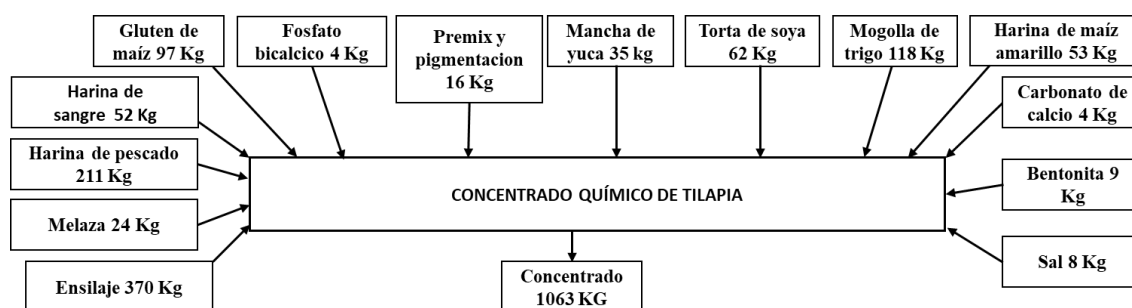 Gluten de
maíz 97 Kg
Fosfato
bicalcico 4 Kg
Premix y
pigmentacion
16 Kg
Mancha de
yuca 35 kg
Torta de soya
62 Kg
Mogolla de
trigo 118 Kg
Harina de maíz
amarillo 53 Kg
Harina de
sangre 52 Kg
Carbonato de
calcio 4 Kg
Harina de pescado
211 Kg
CONCENTRADO QUÍMICO DE TILAPIA
Bentonita 9
Kg
Melaza 24 Kg
Sal 8 Kg
Ensilaje 370 Kg
Concentrado
1063 KG